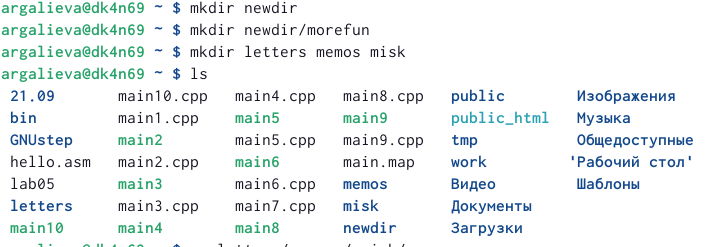 argalieva@dk4n69 ~ $ mkdir newdir
argalieva@dk4n69 ~ $ mkdir newdir/morefun
argalieva@dk4n69 ~ $ mkdir letters memos misk
argalieva@dk4n69 ~ $ ls
21.09 main10.cpp main4.cpp main8.cpp public Изображения
bin main1.cpp main5 main9 public_html Музыка
GNUstep main2 main5.cpp main9.cpp tmp Общедоступные
hello.asm main2.cpp main6 main.map work 'Рабочий стол'
lab05 main3 main6.cpp memos Видео Шаблоны
letters main3.cpp main7.cpp misk Документы
main10 main4 main8 newdir Загрузки